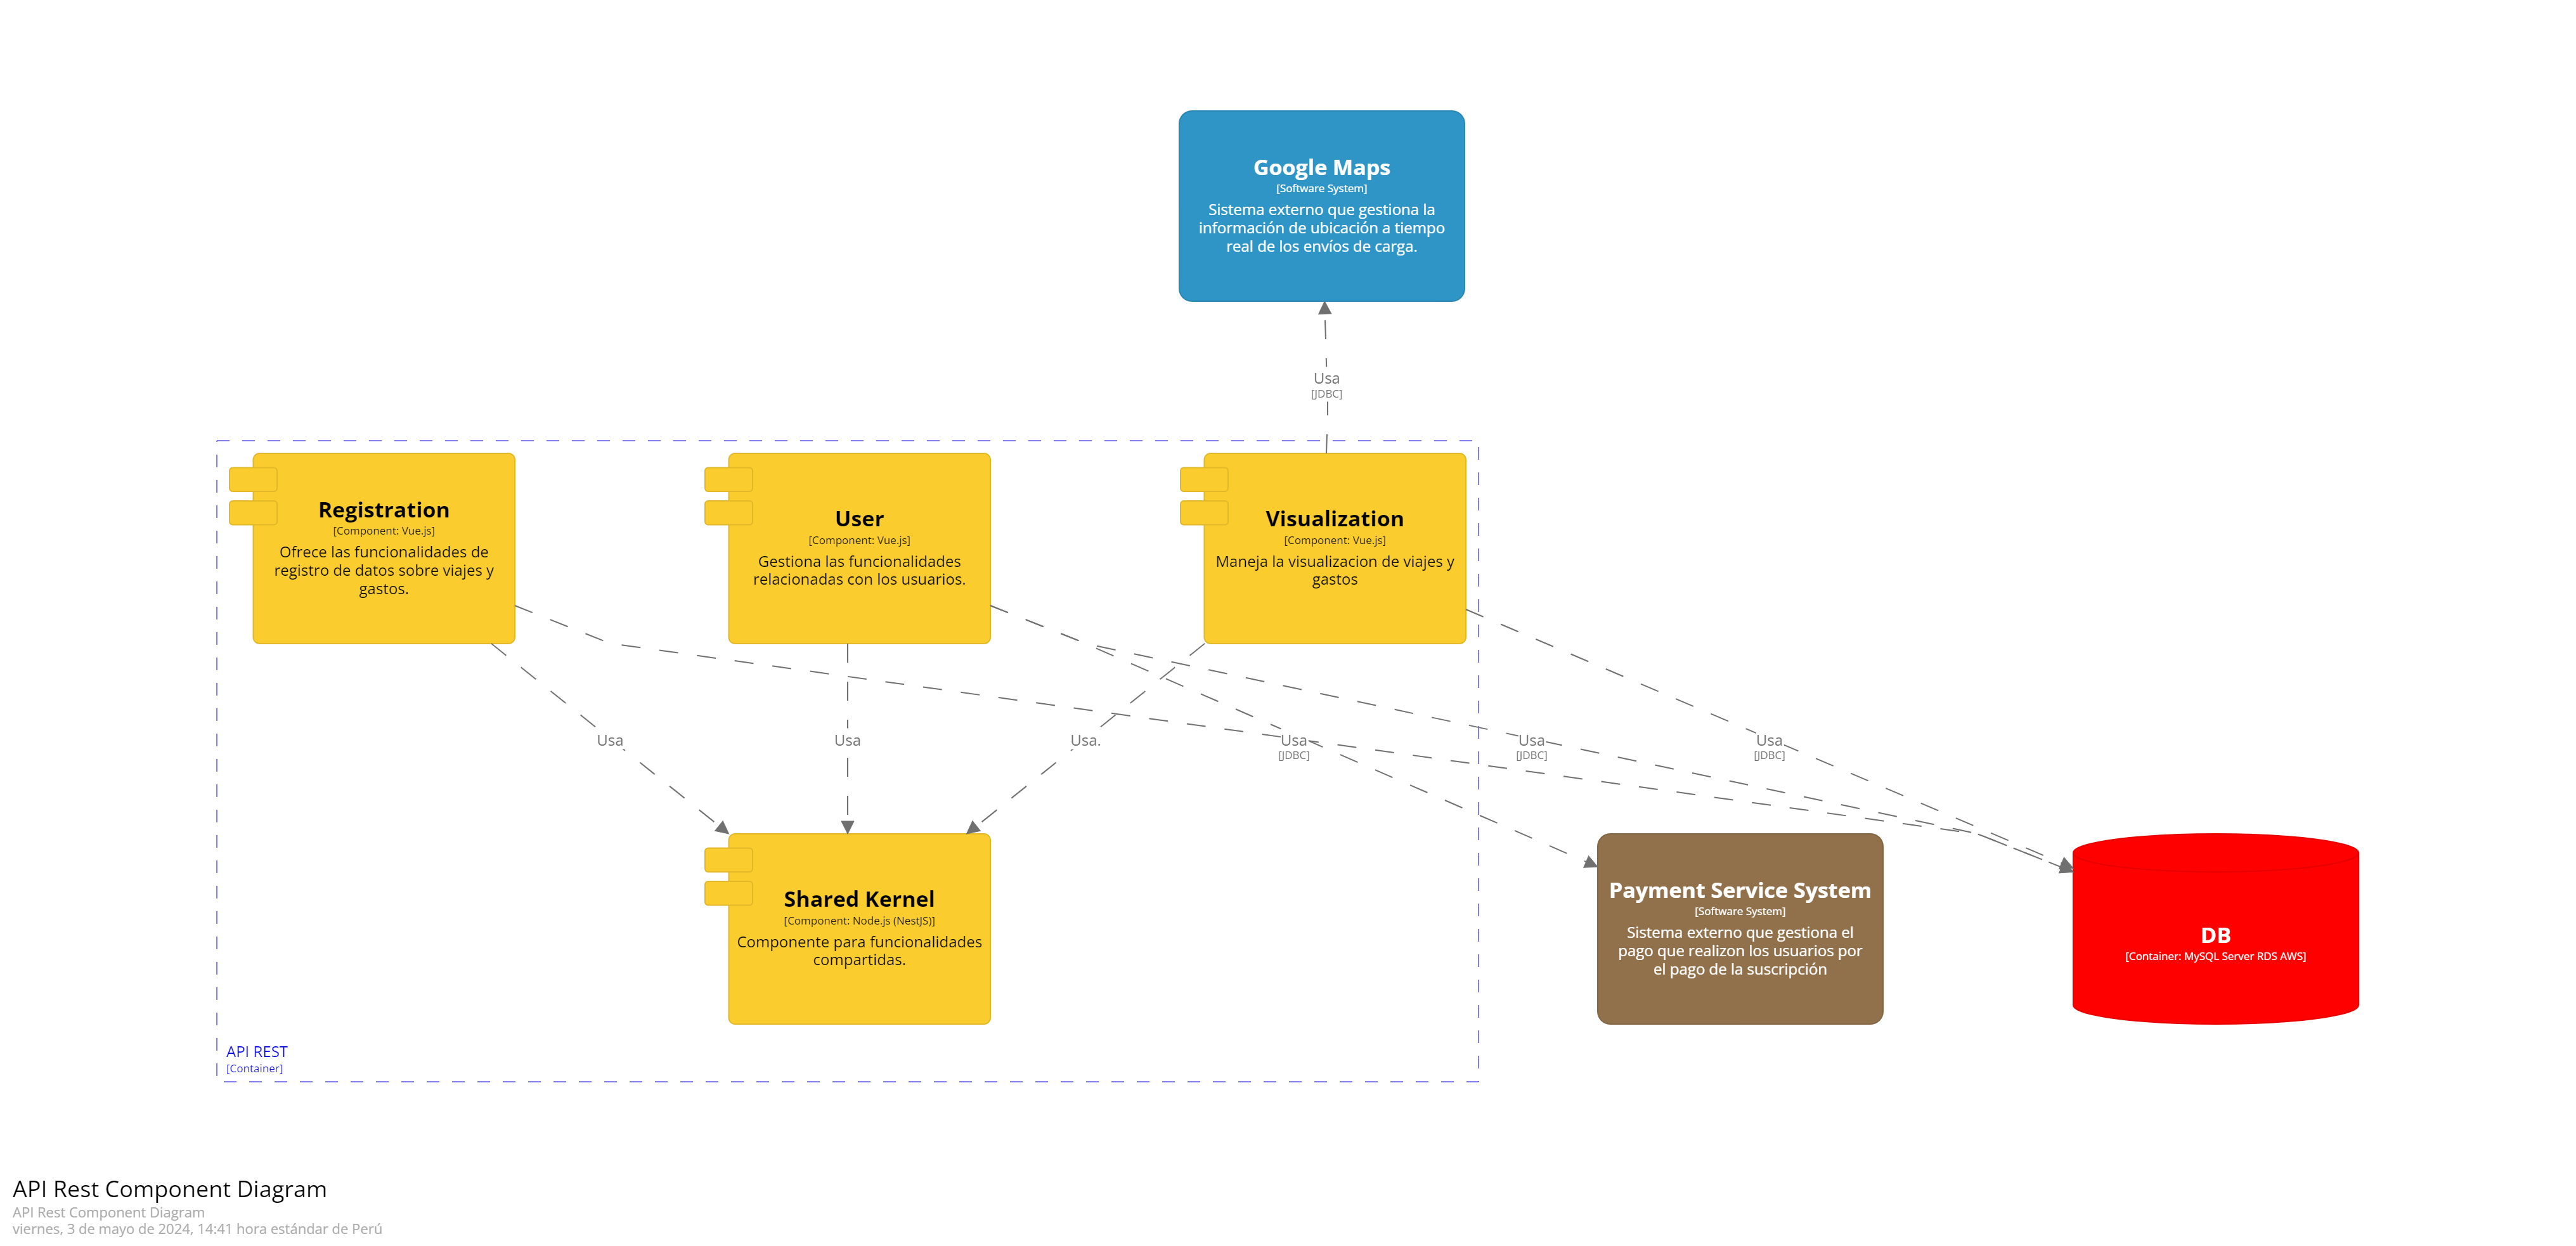 Google Maps
[Software System]
Sistema externo que gestiona la
información de ubicación a tiempo
real de los envíos de carga.
Usa
[JDBC]
Registration
[Component: Vue.js]
Ofrece las funcionalidades de
registro de datos sobre viajes y
gastos.
User
[Component: Vue.js]
Gestiona las funcionalidades
relacionadas con los usuarios.
Visualization
[Component: Vue.js]
Maneja la visualizacion de viajes y
gastos
Usa
Usa
Usa.
Usa
[JDBC]
Usa
[JDBC]
Usa
[JDBC]
Shared Kernel
[Component: Node.js (NestJS)]
Componente para funcionalidades
compartidas.
Payment Service System
[Software System]
Sistema externo que gestiona el
pago que realizon los usuarios por
el pago de la suscripción
DB
[Container: MySQL Server RDS AWS]
API REST
[Container]
API Rest Component Diagram
API Rest Component Diagram
viernes, 3 de mayo de 2024, 14:41 hora estándar de Perú